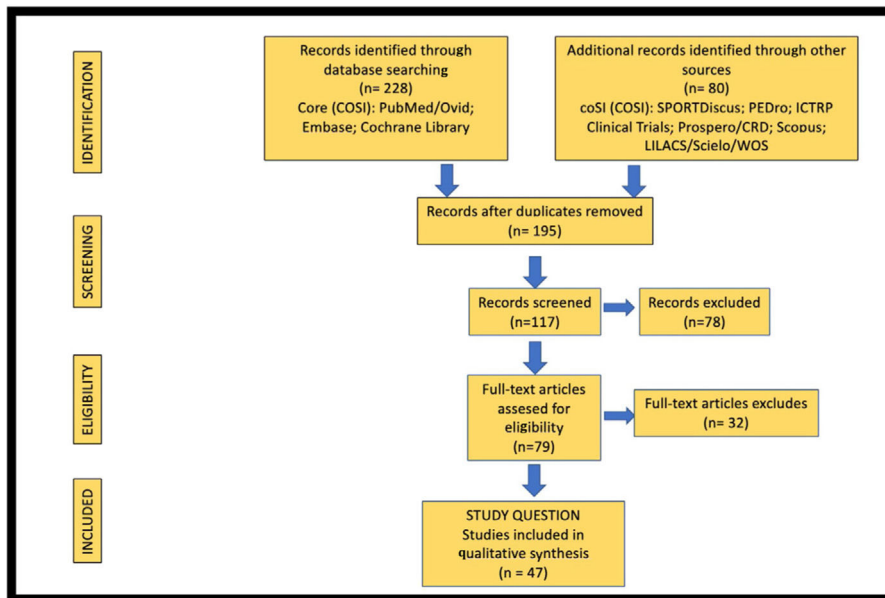 IDENTIFICATION
Records identified through
database searching
(n= 228)
Core (COSI): PubMed/Ovid;
Embase; Cochrane Library
Additional records identified through other
sources
(n= 80)
coSI (COSI): SPORTDiscus; PEDro; ICTRP
Clinical Trials; Prospero/CRD; Scopus;
LILACS/Scielo/WOS
SCREENING
Records after duplicates removed
(n= 195)
Records screened
(n=117)
Records excluded
(n=78)
ELIGIBILITY
Full-text articles
assesed for
eligibility
(n=79)
Full-text articles excludes
(n= 32)
INCLUDED
STUDY QUESTION
Studies included in
qualitative synthesis
(n = 47)